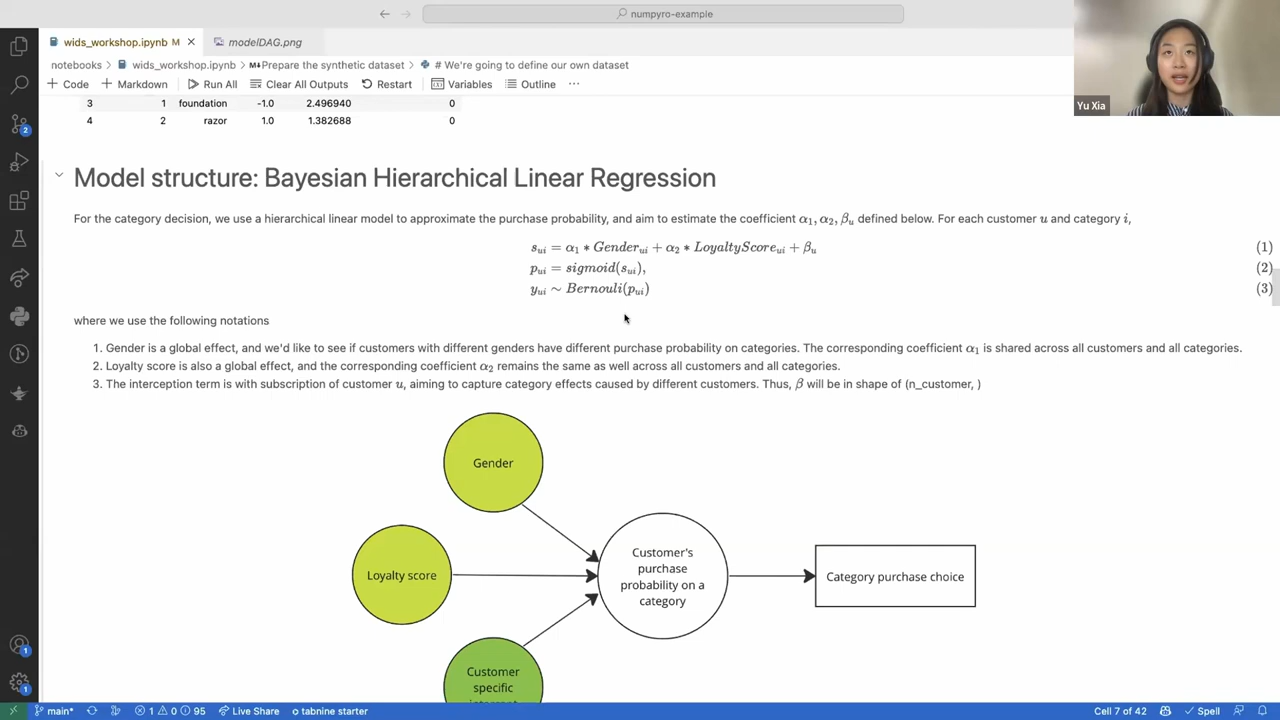 numpyro-example
wids_workshop.ipynb M
modelDAG.png
notebooks > wids_workshop.ipynb > Prepare the synthetic dataset > # We're going to define our own dataset
+ Code + Markdown Run All Clear All Outputs Restart Variables Outline ...
3 1 foundation -1.0 2.496940 0
4 2 razor 1.0 1.382688 0
Yu Xia
Model structure: Bayesian Hierarchical Linear Regression
For the category decision, we use a hierarchical linear model to approximate the purchase probability, and aim to estimate the coefficient α₁, α₂, βᵤ defined below. For each customer u and category i,
sᵤᵢ = α₁ * Genderᵤᵢ + α₂ * LoyaltyScoreᵤᵢ + βᵤ (1)
pᵤᵢ = sigmoid(sᵤᵢ), (2)
yᵤᵢ ∼ Bernouli(pᵤᵢ) (3)
where we use the following notations
1. Gender is a global effect, and we'd like to see if customers with different genders have different purchase probability on categories. The corresponding coefficient α₁ is shared across all customers and all categories.
2. Loyalty score is also a global effect, and the corresponding coefficient α₂ remains the same as well across all customers and all categories.
3. The interception term is with subscription of customer u, aiming to capture category effects caused by different customers. Thus, β will be in shape of (n_customer, )
Gender
Loyalty score
Customer's
purchase
probability on a
category
Category purchase choice
Customer
specific
2
1
1
main* 1 0 95 Live Share tabnine starter
Cell 7 of 42 Spell